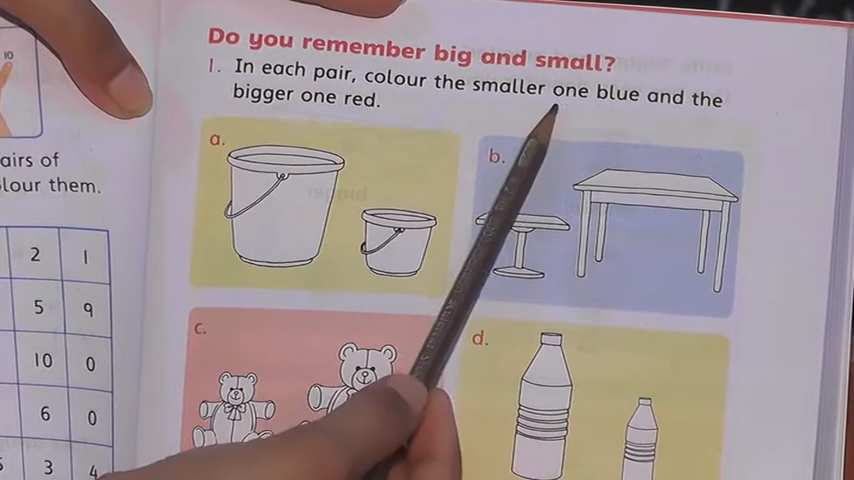 10
airs of
lour them.
2 1
5 9
10 0
6 0
3 4
Do you remember big and small?
1. In each pair, colour the smaller one blue and the
bigger one red.
a.
b.
c.
d.